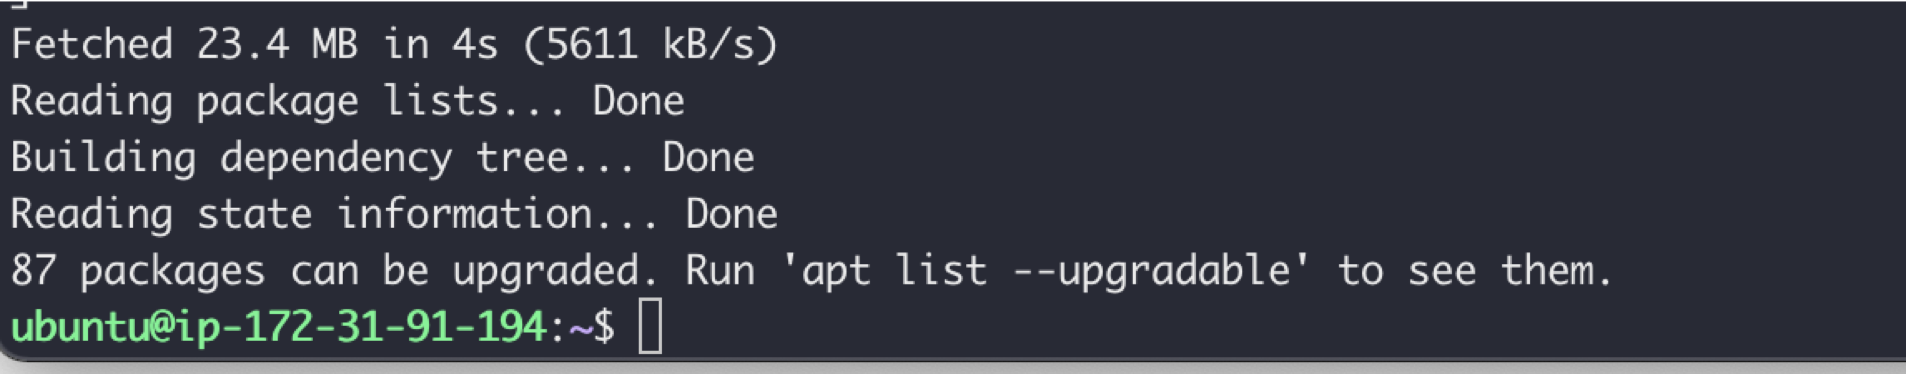 Fetched 23.4 MB in 4s (5611 kB/s)
Reading package lists... Done
Building dependency tree... Done
Reading state information... Done
87 packages can be upgraded. Run 'apt list --upgradable' to see them.
ubuntu@ip-172-31-91-194:~$